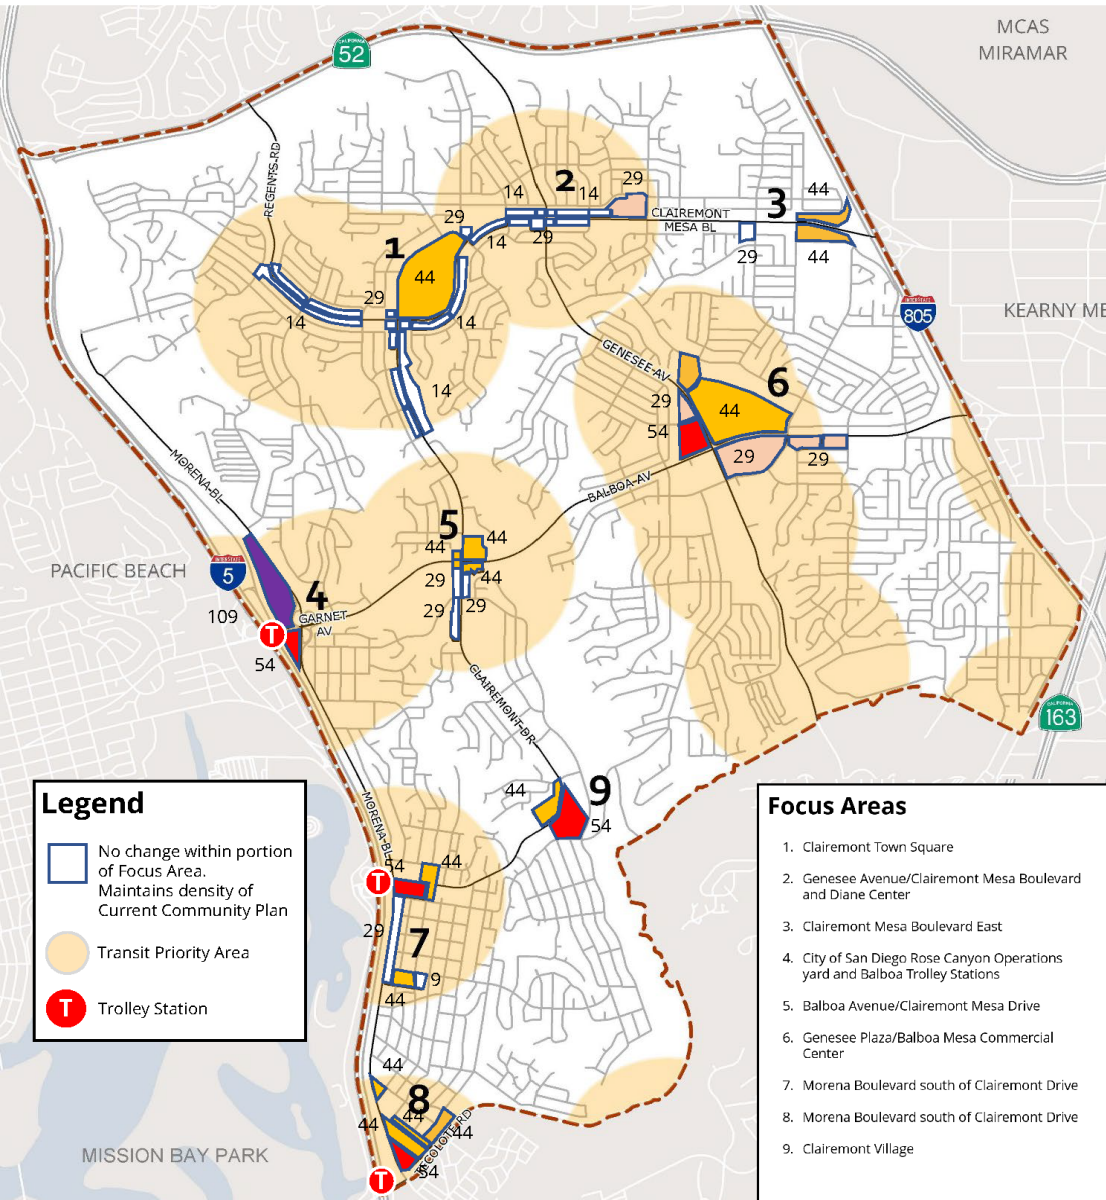 MCAS
MIRAMAR
CALIFORNIA
52
REGENTS RD
29
14
2
14
3
44
29
CLAIREMONT
MESA BL
14
29
29
44
1
44
29
14
14
INTERSTATE
805
KEARNY ME
GENESEE AV
6
14
29
44
54
29
29
MORENA BL
BALBOA AV
5
44
44
PACIFIC BEACH
INTERSTATE
5
29
44
4
29
29
109
GARNET
AV
T
54
CLAIREMONT DR
CALIFORNIA
163
44
9
54
MORENA BL
54
44
T
29
7
9
44
44
8
44
44
44
TECOLOTE RD
54
T
MISSION BAY PARK
Legend
No change within portion
of Focus Area.
Maintains density of
Current Community Plan
Transit Priority Area
T
Trolley Station
Focus Areas
1. Clairemont Town Square
2. Genesee Avenue/Clairemont Mesa Boulevard
and Diane Center
3. Clairemont Mesa Boulevard East
4. City of San Diego Rose Canyon Operations
yard and Balboa Trolley Stations
5. Balboa Avenue/Clairemont Mesa Drive
6. Genesee Plaza/Balboa Mesa Commercial
Center
7. Morena Boulevard south of Clairemont Drive
8. Morena Boulevard south of Clairemont Drive
9. Clairemont Village